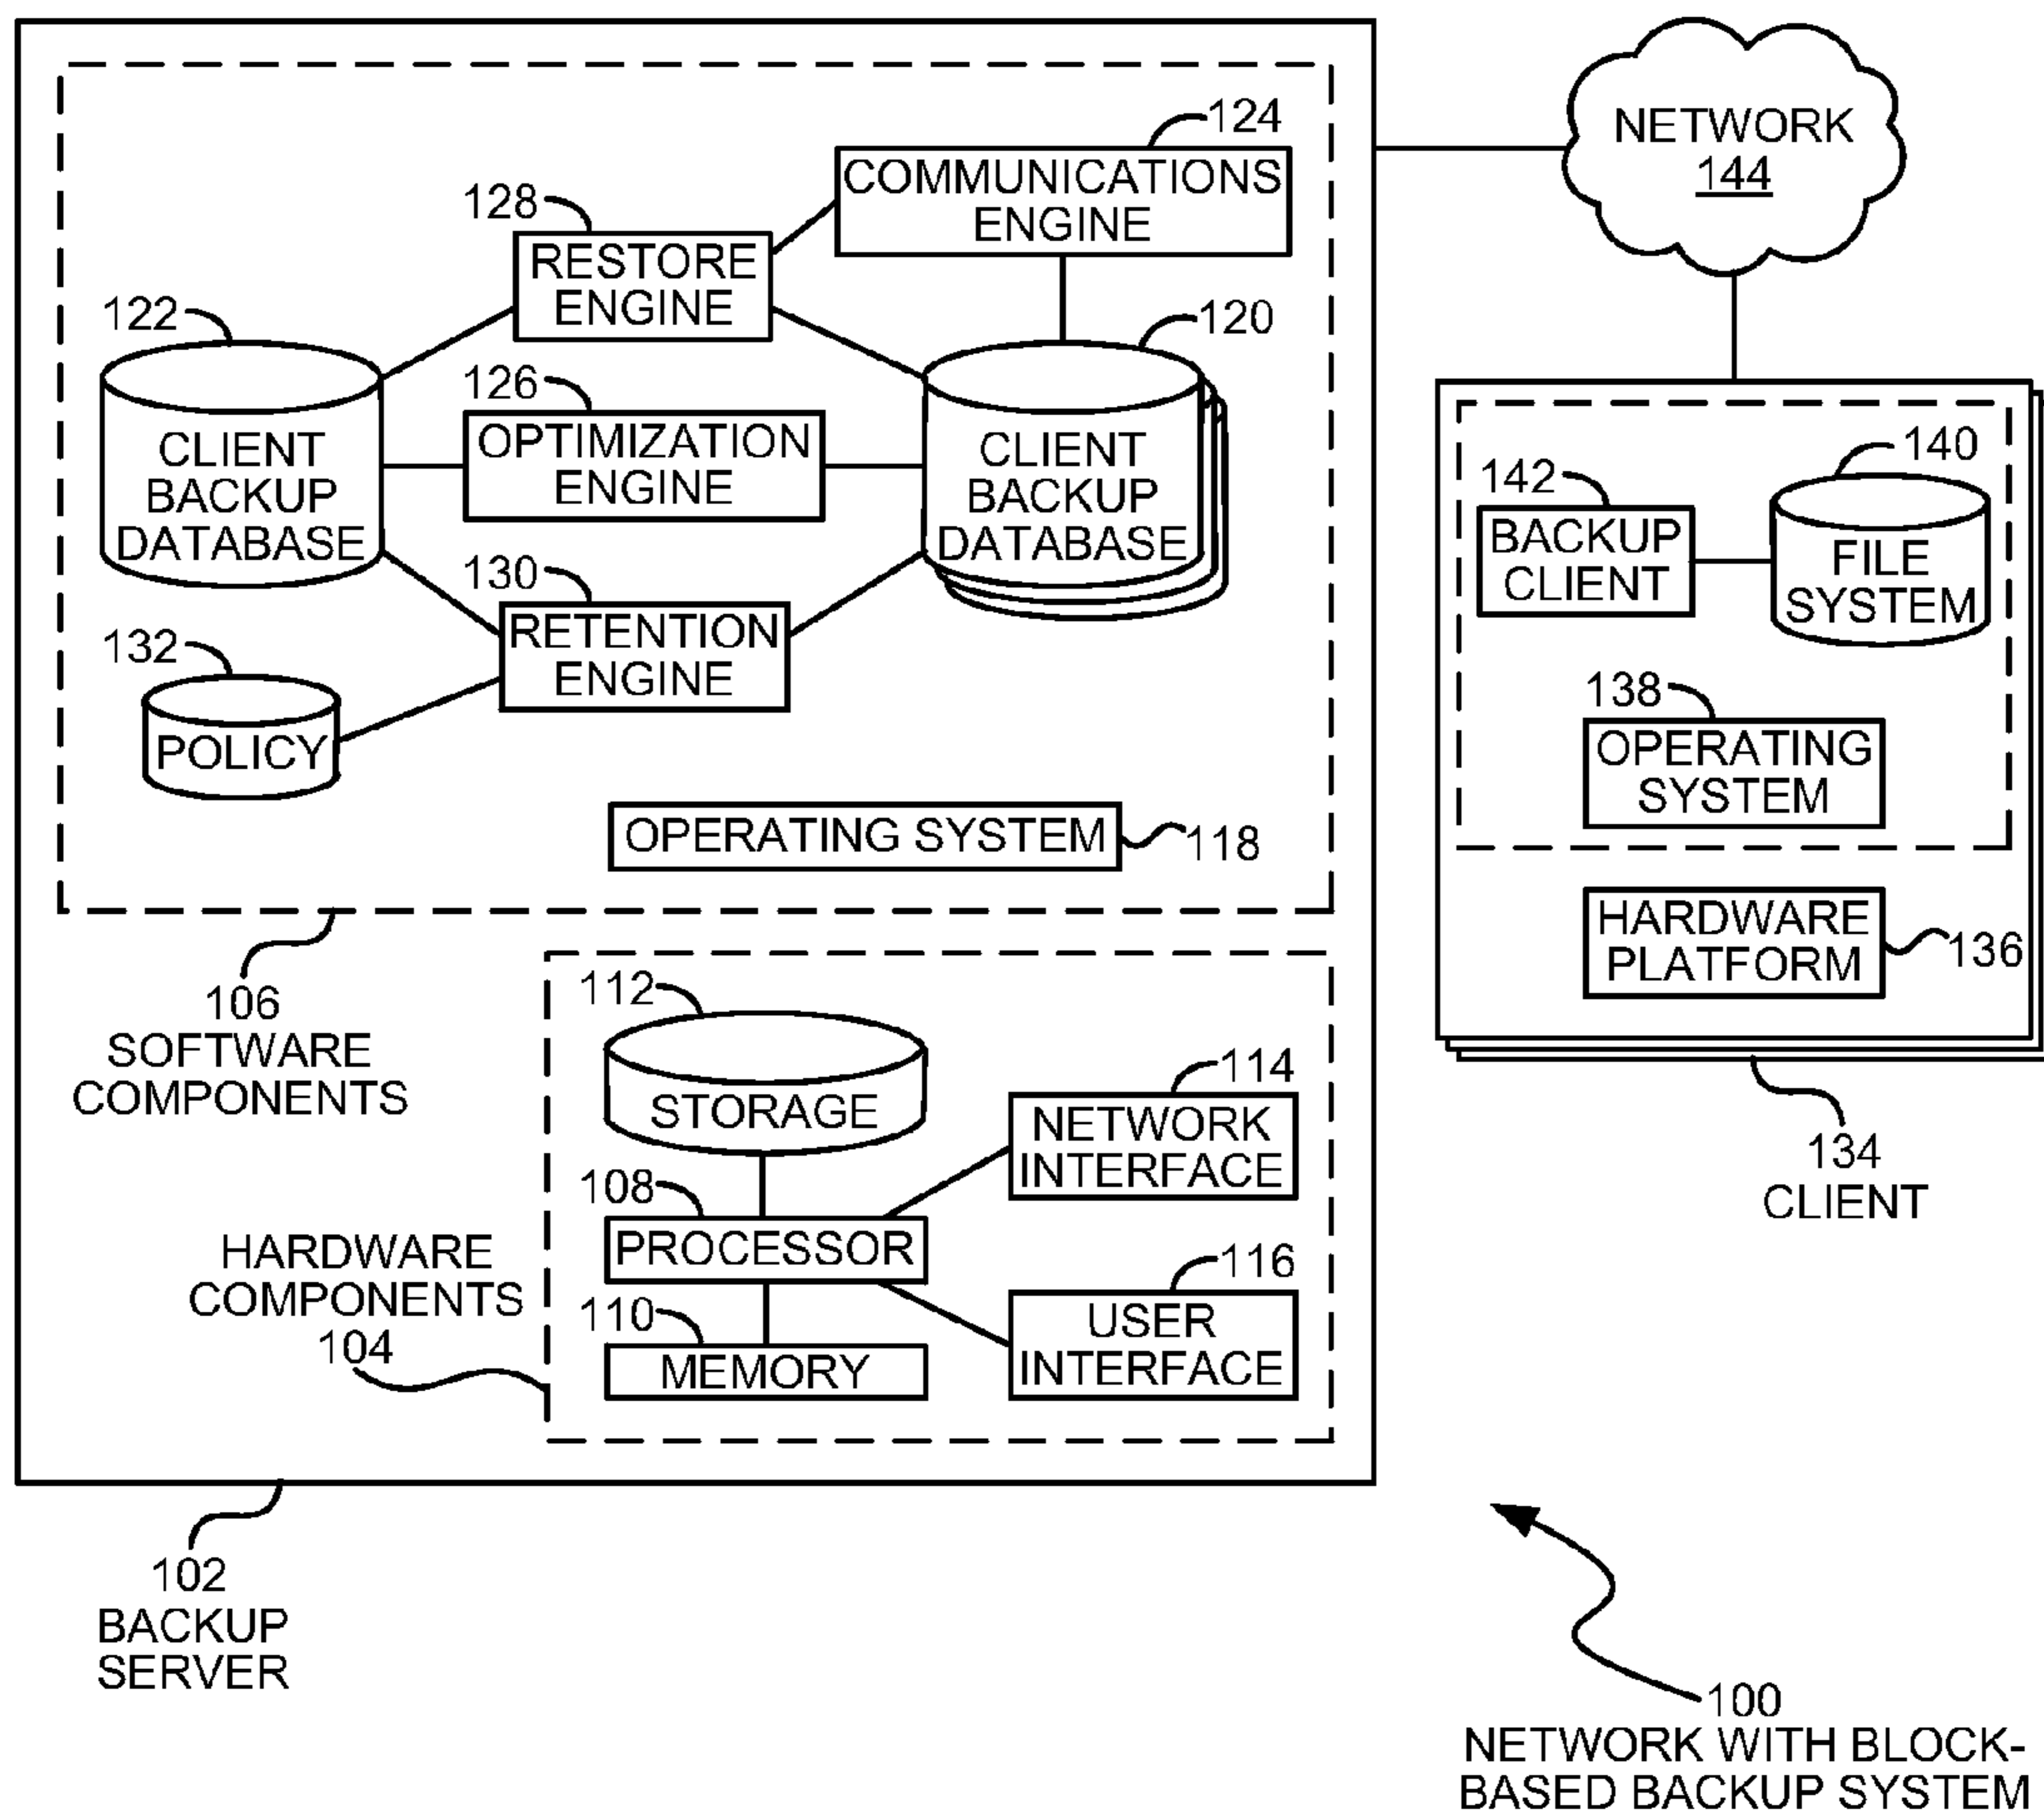 124
COMMUNICATIONS
ENGINE
128
RESTORE
ENGINE
122
CLIENT
BACKUP
DATABASE
120
CLIENT
BACKUP
DATABASE
126
OPTIMIZATION
ENGINE
130
RETENTION
ENGINE
132
POLICY
OPERATING SYSTEM
118
106
SOFTWARE
COMPONENTS
112
STORAGE
114
NETWORK
INTERFACE
108
PROCESSOR
HARDWARE
COMPONENTS
104
116
USER
INTERFACE
110
MEMORY
102
BACKUP
SERVER
NETWORK
144
140
FILE
SYSTEM
142
BACKUP
CLIENT
138
OPERATING
SYSTEM
HARDWARE
PLATFORM
136
134
CLIENT
100
NETWORK WITH BLOCK-
BASED BACKUP SYSTEM